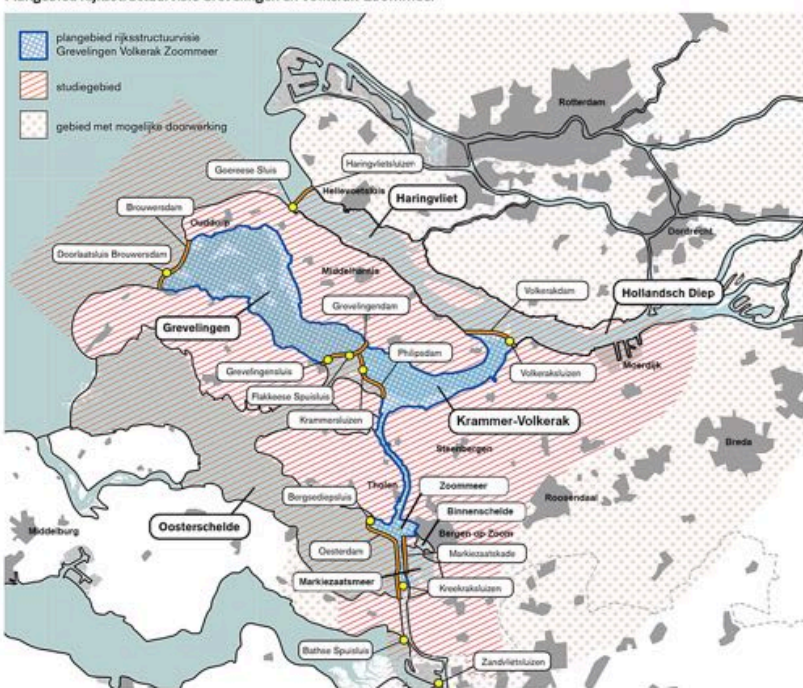 plangebied rijksstructuurvisie
Grevelingen Volkerak Zoommeer
studiegebied
gebied met mogelijke doorwerking
Rotterdam
Goereese Sluis
Haringvlietsluizen
Hellevoetsluis
Haringvliet
Brouwersdam
Ouddorp
Dordrecht
Doorlaatsluis Brouwersdam
Middelharnis
Volkerakdam
Hollandsch Diep
Grevelingendam
Grevelingen
Philipsdam
Volkeraksluizen
Moerdijk
Grevelingensluis
Flakkeese Spuisluis
Krammersluizen
Krammer-Volkerak
Breda
Steenbergen
Tholen
Zoommeer
Roosendaal
Bergsediepsluis
Binnenschelde
Oosterschelde
Middelburg
Bergen op Zoom
Oesterdam
Markiezaatskade
Markiezaatsmeer
Kreekraksluizen
Bathse Spuisluis
Zandvlietsluizen